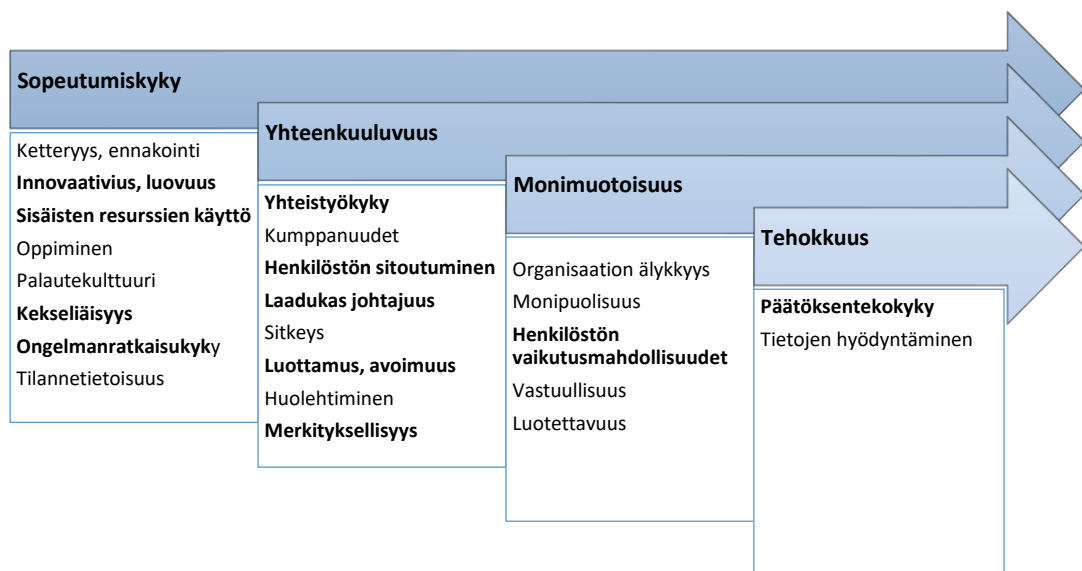 Sopeutumiskyky
Ketteryys, ennakointi
Innovaativius, luovuus
Sisäisten resurssien käyttö
Oppiminen
Palautekulttuuri
Kekseliäisyys
Ongelmanratkaisukyky
Tilannetietoisuus
Yhteenkuuluvuus
Yhteistyökyky
Kumppanuudet
Henkilöstön sitoutuminen
Laadukas johtajuus
Sitkeys
Luottamus, avoimuus
Huolehtiminen
Merkityksellisyys
Monimuotoisuus
Organisaation älykkyys
Monipuolisuus
Henkilöstön
vaikutusmahdollisuudet
Vastuullisuus
Luotettavuus
Tehokkuus
Päätöksentekokyky
Tietojen hyödyntäminen